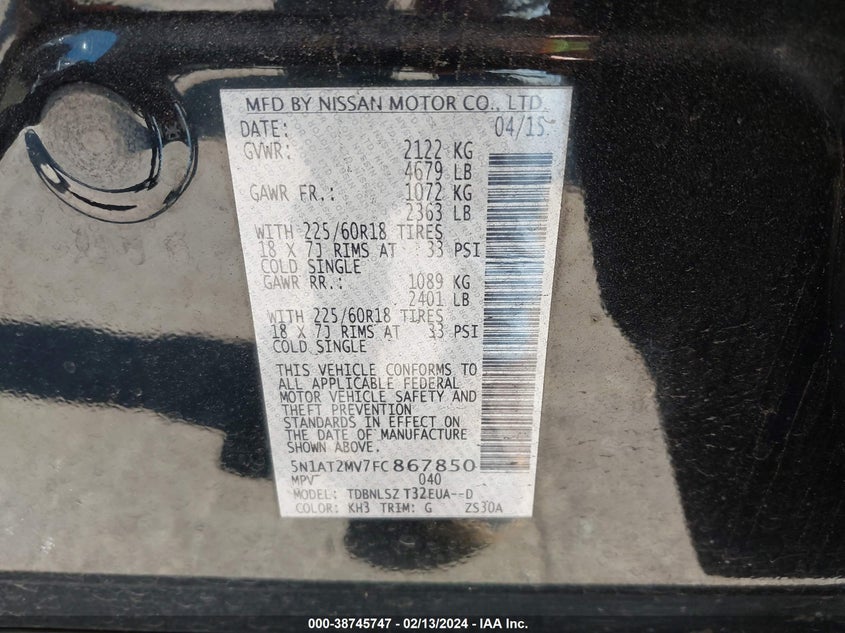 MFD BY NISSAN MOTOR CO., LTD.
DATE: 04/15
GVWR: 2122 KG
4679 LB
GAWR FR.: 1072 KG
2363 LB
WITH 225/60R18 TIRES
18 X 7J RIMS AT 33 PSI
COLD SINGLE
GAWR RR.: 1089 KG
2401 LB
WITH 225/60R18 TIRES
18 X 7J RIMS AT 33 PSI
COLD SINGLE
THIS VEHICLE CONFORMS TO
ALL APPLICABLE FEDERAL
MOTOR VEHICLE SAFETY AND
THEFT PREVENTION
STANDARDS IN EFFECT ON
THE DATE OF MANUFACTURE
SHOWN ABOVE.
5N1AT2MV7FC867850
MPV 040
MODEL: TDBNLSZ T32EUA--D
COLOR: KH3 TRIM: G ZS30A
000-38745747 - 02/13/2024 - IAA Inc.